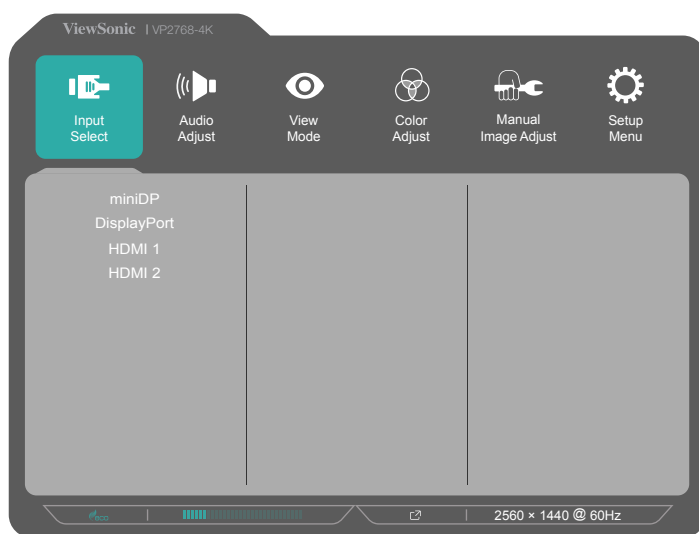 ViewSonic | VP2768-4K
Input Select
Audio Adjust
View Mode
Color Adjust
Manual Image Adjust
Setup Menu
miniDP
DisplayPort
HDMI 1
HDMI 2
eco
2560 × 1440 @ 60Hz